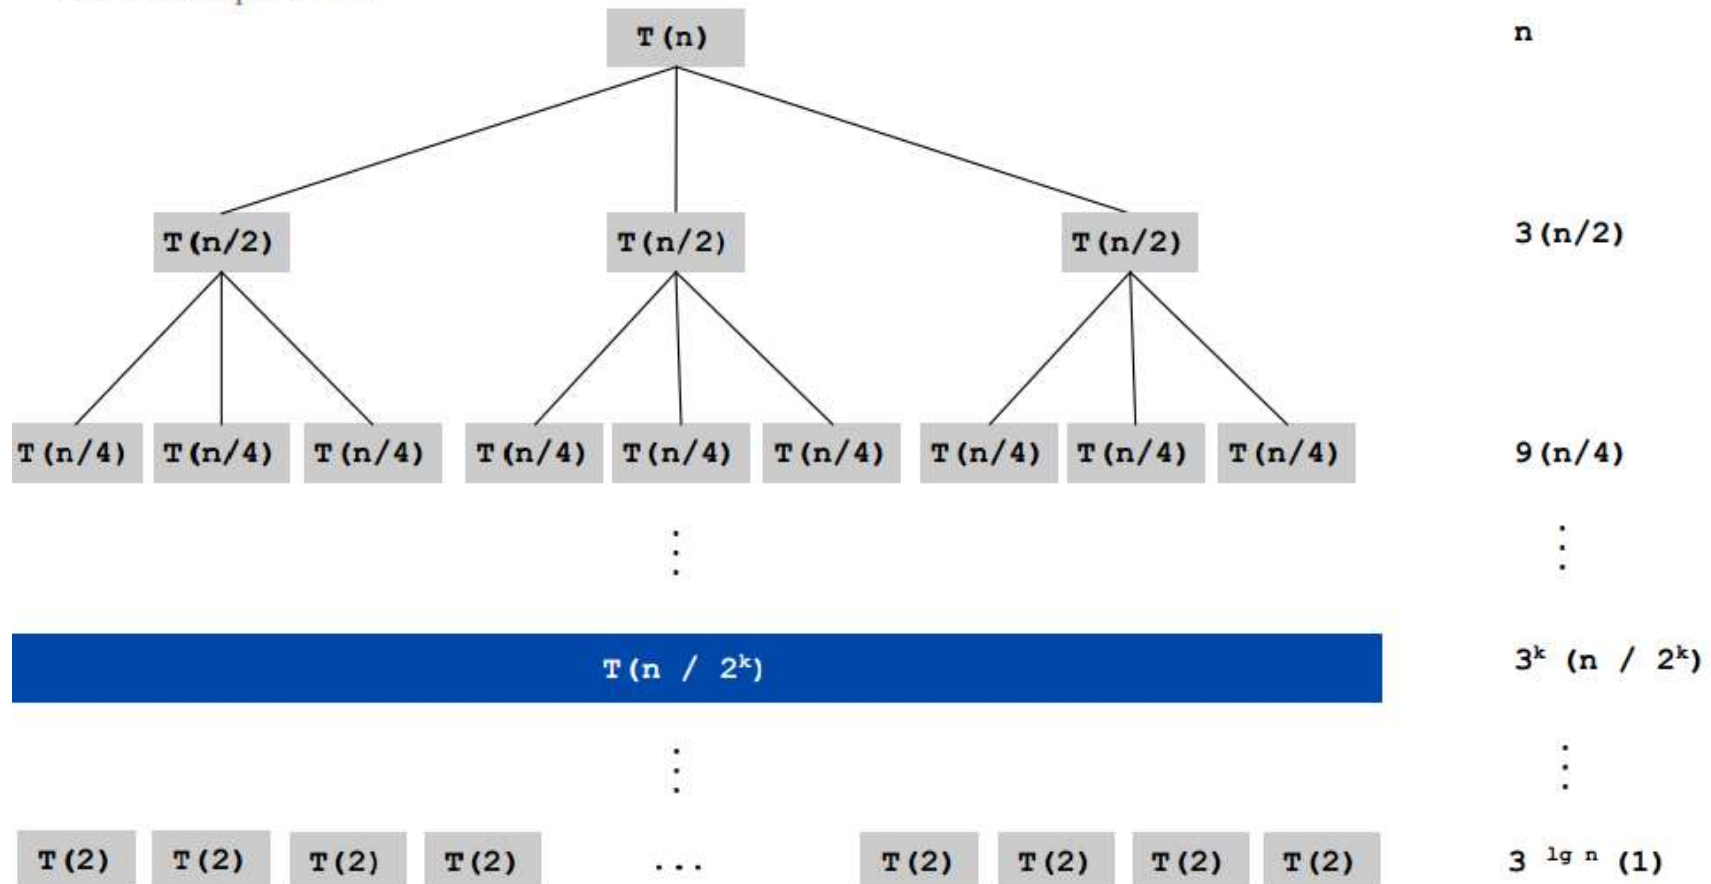 T(n) n
T(n/2) T(n/2) T(n/2) 3(n/2)
T(n/4) T(n/4) T(n/4) T(n/4) T(n/4) T(n/4) T(n/4) T(n/4) T(n/4) 9(n/4)
⋮ ⋮
T(n / 2ᵏ) 3ᵏ (n / 2ᵏ)
⋮ ⋮
T(2) T(2) T(2) T(2) ... T(2) T(2) T(2) T(2) 3 ˡᵍ ⁿ (1)